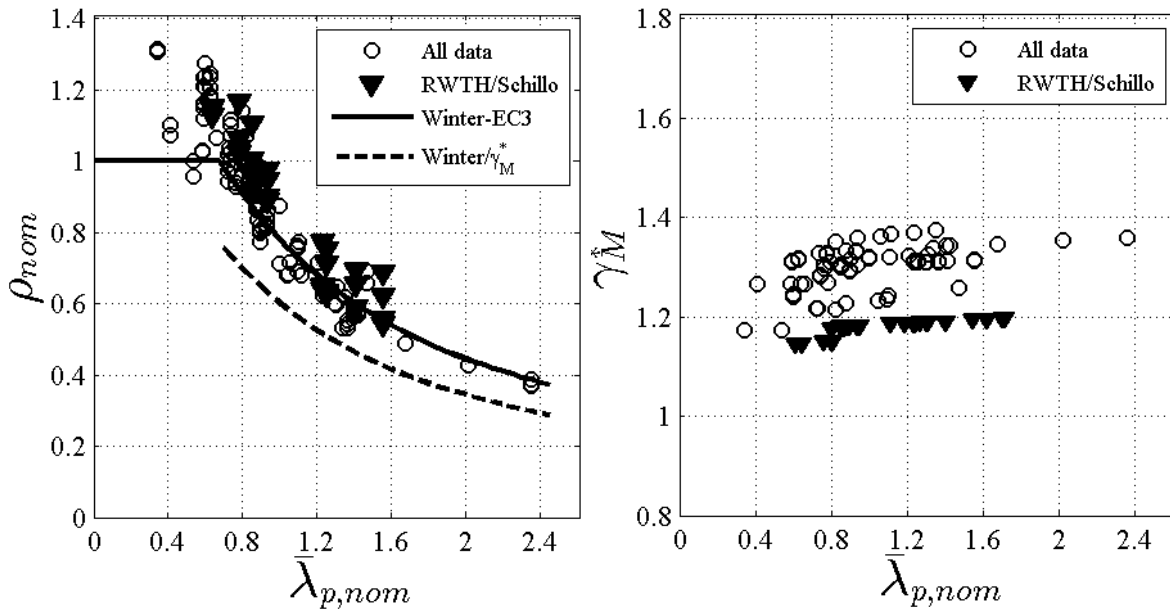 1.4
1.2
1
0.8
0.6
0.4
0.2
0
ρnom
All data
RWTH/Schillo
Winter-EC3
Winter/γ*M
0 0.4 0.8 1.2 1.6 2 2.4
λ̄p,nom
1.8
1.6
1.4
1.2
1
0.8
γ*M
All data
RWTH/Schillo
0 0.4 0.8 1.2 1.6 2 2.4
λ̄p,nom